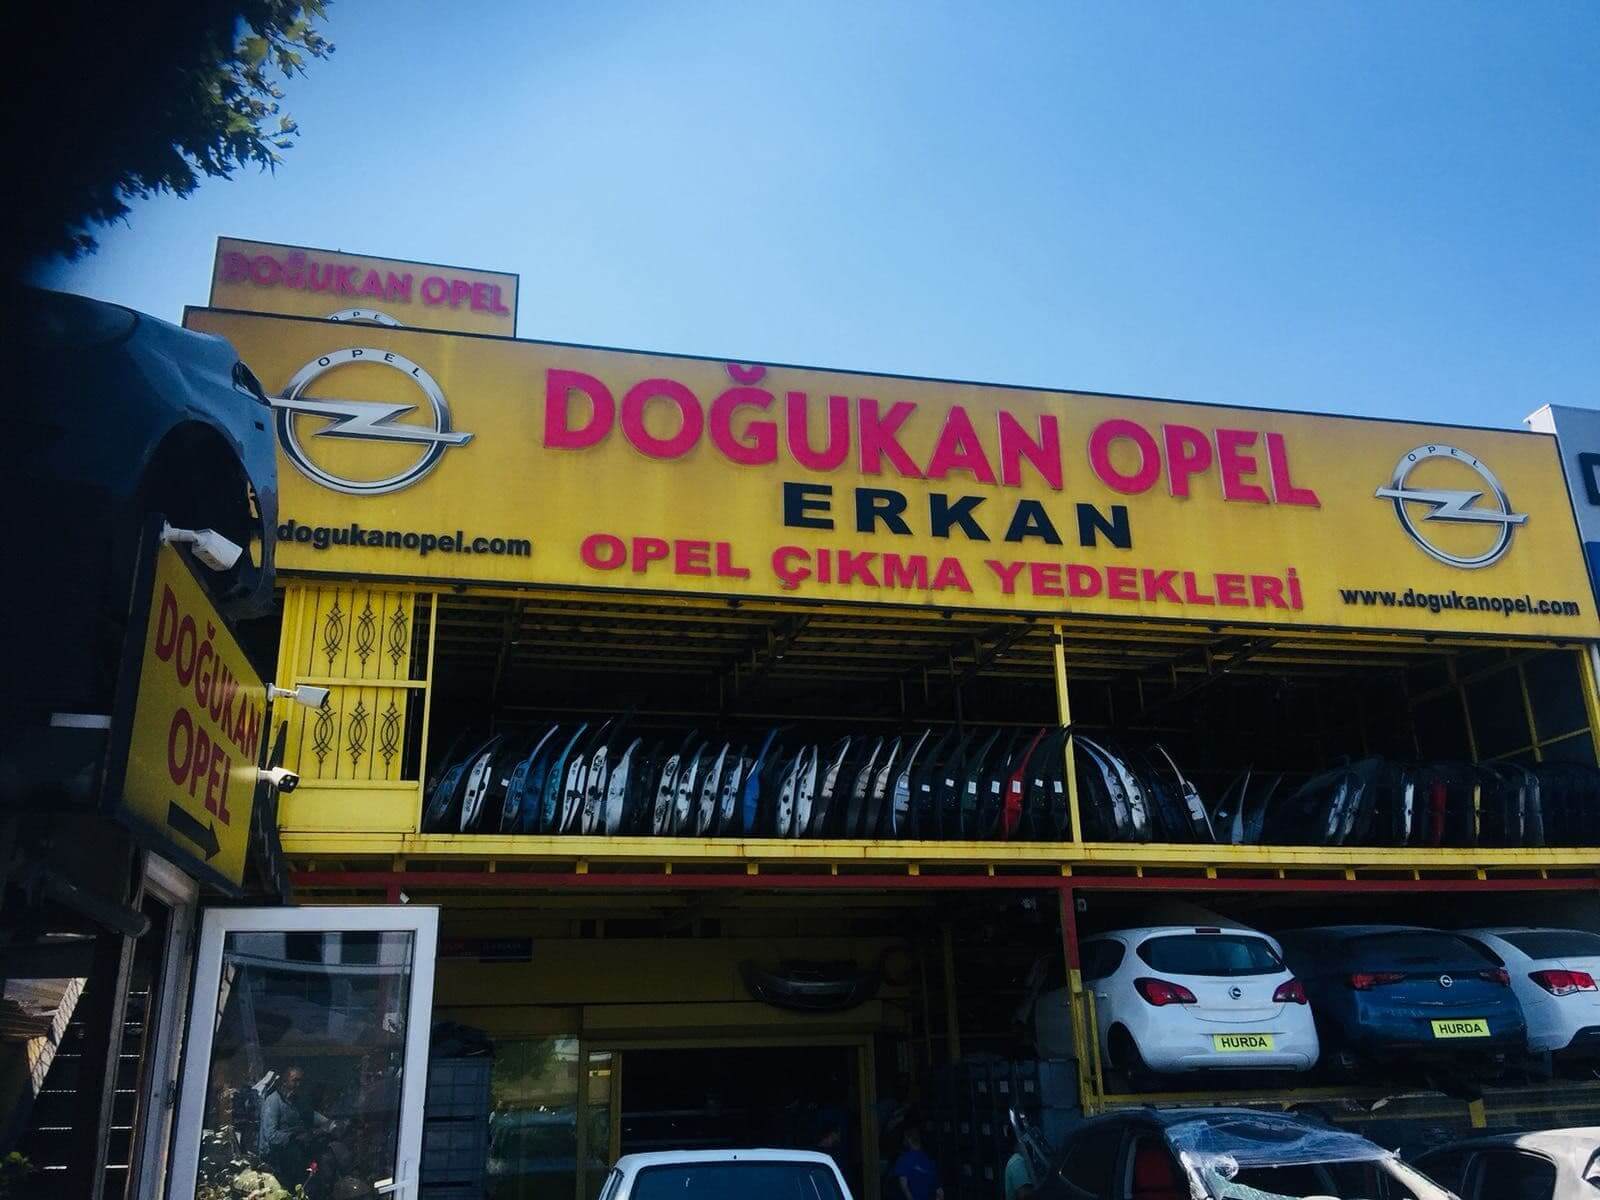 DOĞUKAN OPEL
OPEL
OPEL
DOĞUKAN OPEL
ERKAN
OPEL ÇIKMA YEDEKLERİ
dogukanopel.com
OPEL
www.dogukanopel.com
DOĞUKAN
OPEL
HURDA
HURDA